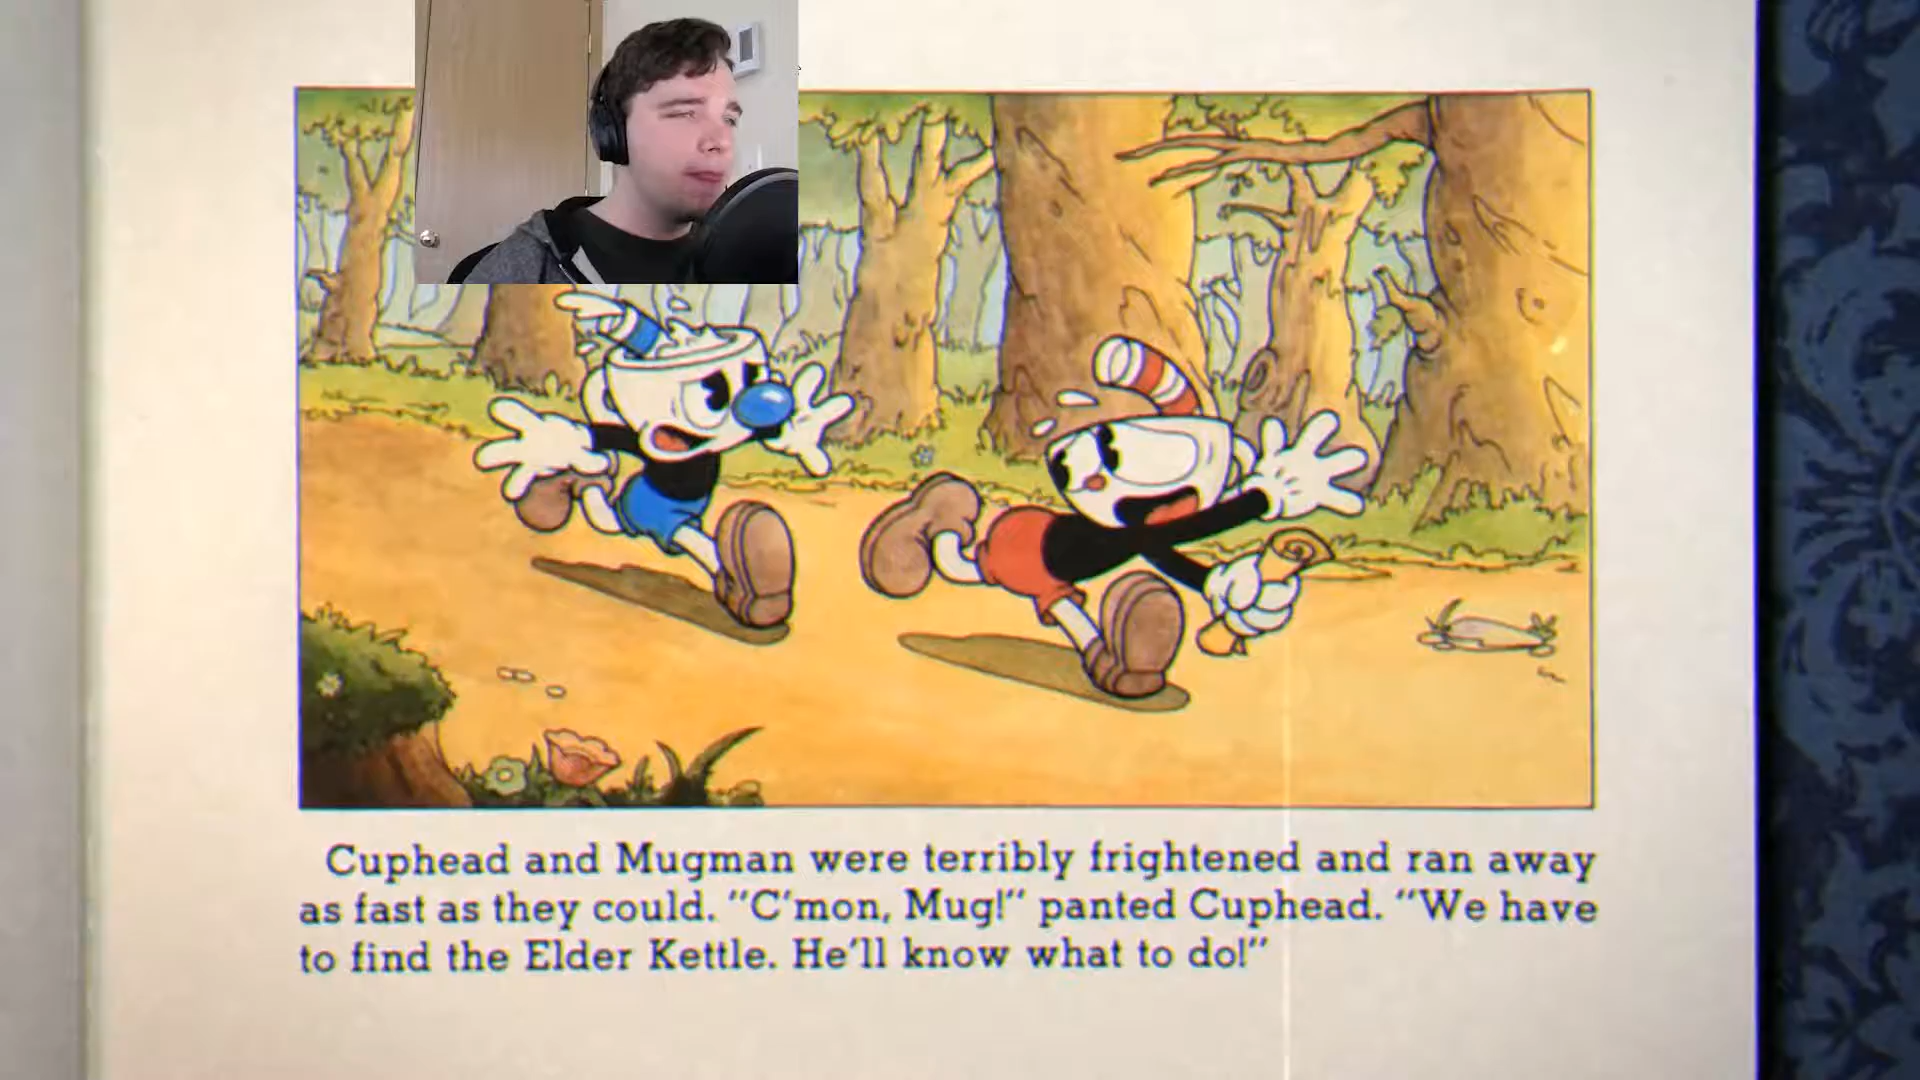 Cuphead and Mugman were terribly frightened and ran away
as fast as they could. "C'mon, Mug!" panted Cuphead. "We have
to find the Elder Kettle. He'll know what to do!"